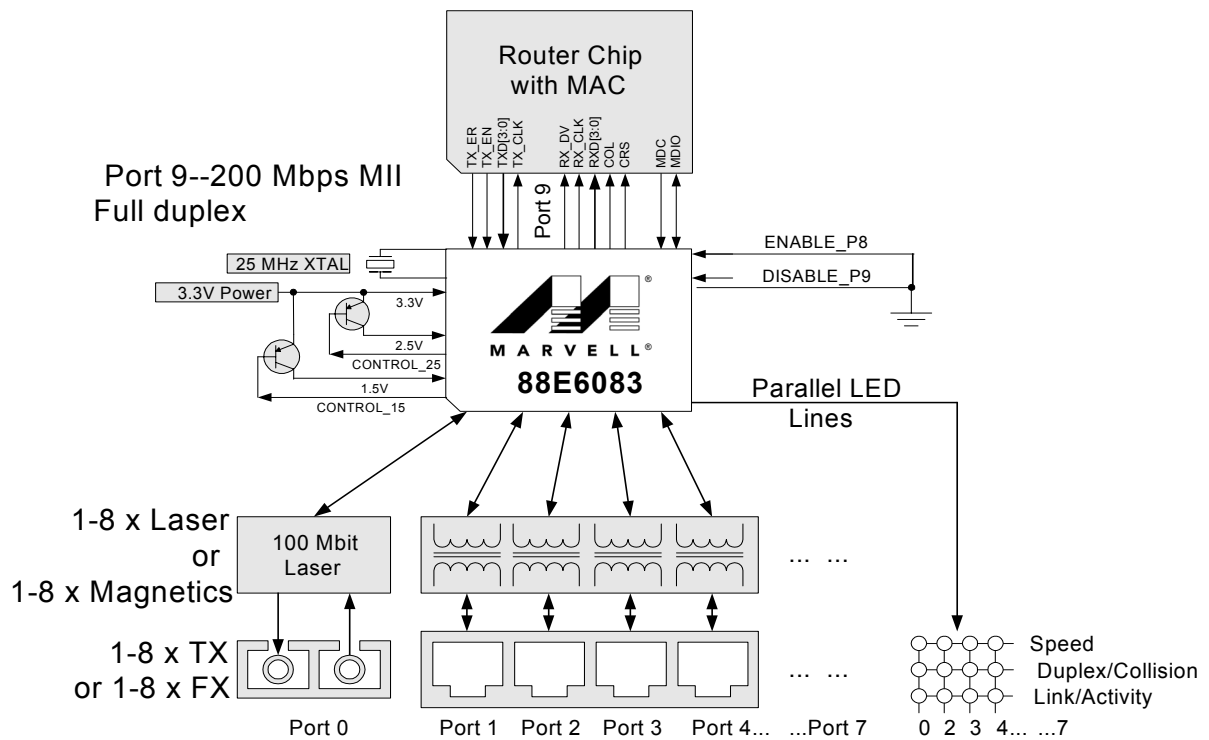 Router Chip
with MAC
TX_ER
TX_EN
TXD[3:0]
TX_CLK
RX_DV
RX_CLK
RXD[3:0]
COL
CRS
MDC
MDIO
Port 9--200 Mbps MII
Full duplex
Port 9
ENABLE_P8
DISABLE_P9
25 MHz XTAL
3.3V Power
3.3V
2.5V
CONTROL_25
1.5V
CONTROL_15
®
MARVELL®
88E6083
Parallel LED
Lines
1-8 x Laser
or
1-8 x Magnetics
100 Mbit
Laser
... ...
1-8 x TX
or 1-8 x FX
... ...
Speed
Duplex/Collision
Link/Activity
Port 0 Port 1 Port 2 Port 3 Port 4... ...Port 7 0 2 3 4... ...7